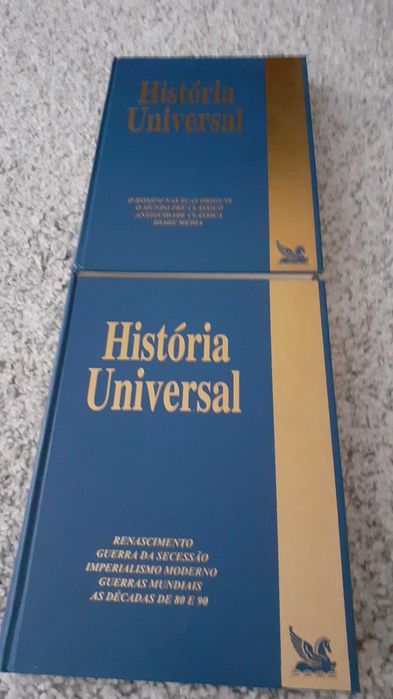 História
Universal
O HOMEM NAS SUAS ORIGENS
O MUNDO PRÉ-CLÁSSICO
ANTIGUIDADE CLÁSSICA
IDADE MÉDIA
História
Universal
RENASCIMENTO
GUERRA DA SECESSÃO
IMPERIALISMO MODERNO
GUERRAS MUNDIAIS
AS DÉCADAS DE 80 E 90